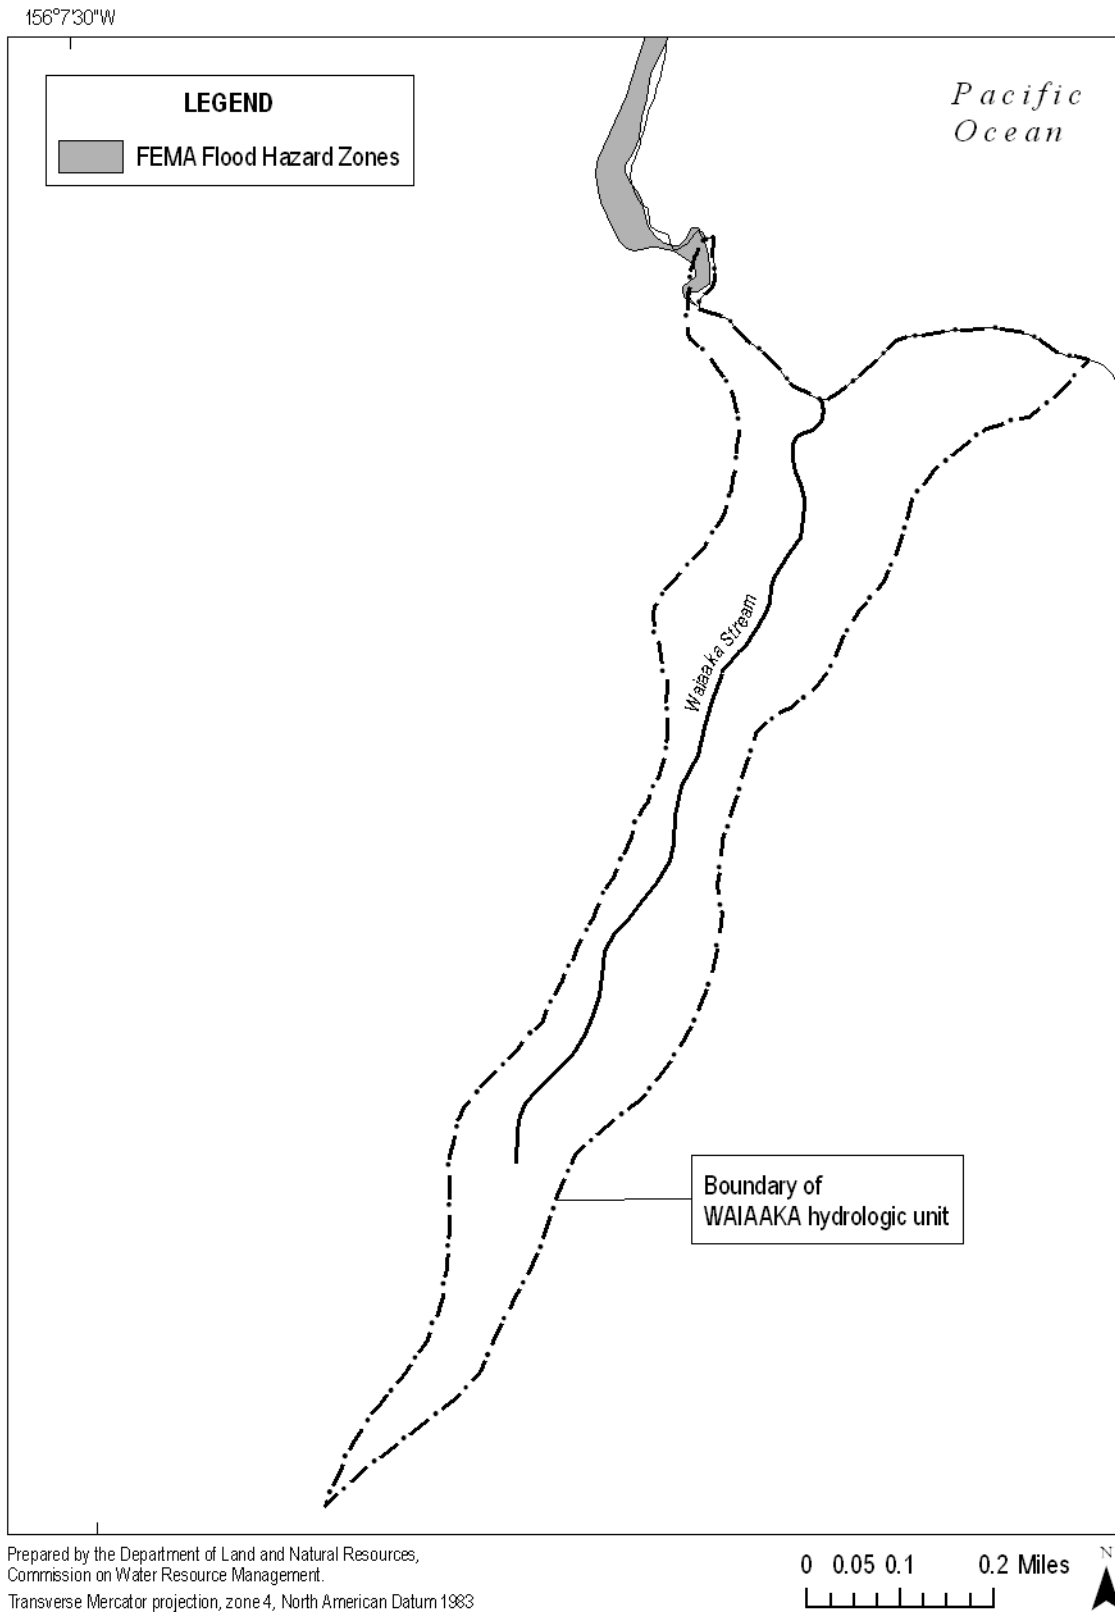 156°7'30"W
LEGEND
FEMA Flood Hazard Zones
Pacific
Ocean
Waiaaka Stream
Boundary of
WAIAAKA hydrologic unit
Prepared by the Department of Land and Natural Resources,
Commission on Water Resource Management.
Transverse Mercator projection, zone 4, North American Datum 1983
0 0.05 0.1 0.2 Miles
N